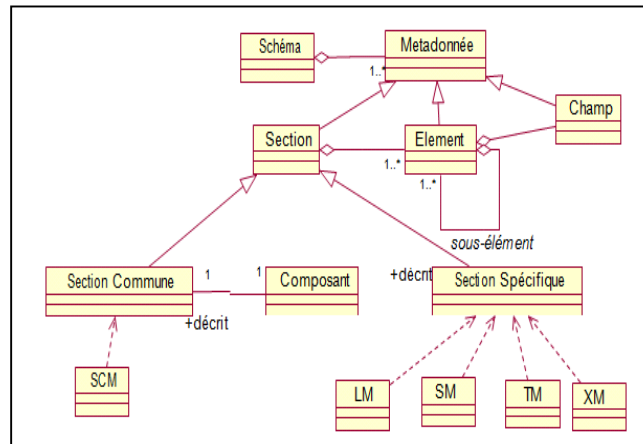 Schéma
Metadonnée
1..*
Champ
Section
Element
1..*
1..*
sous-élément
Section Commune
1
1
Composant
+décrit
+décrit
Section Spécifique
SCM
LM
SM
TM
XM